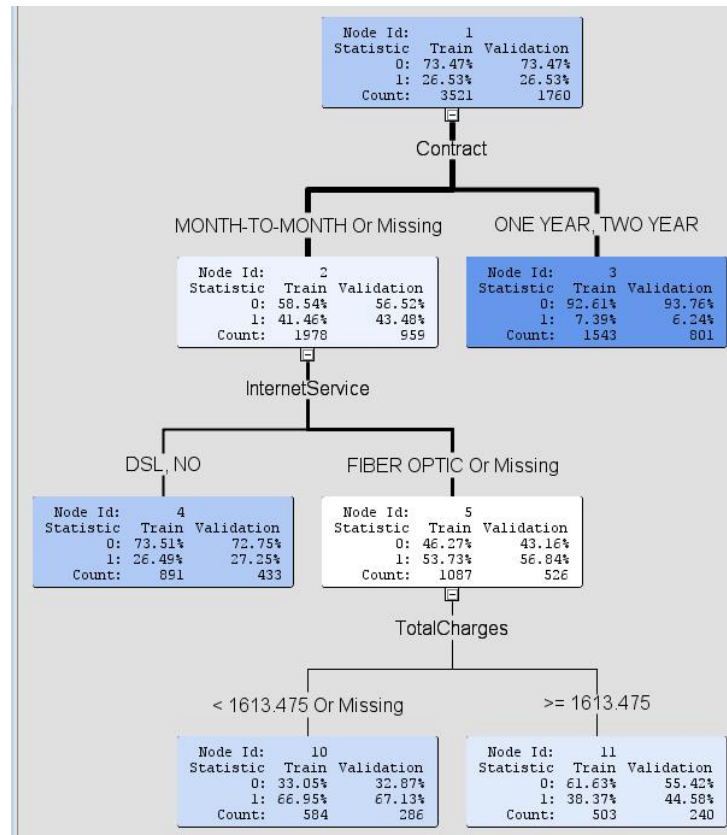 Node Id: 1
Statistic Train Validation
0: 73.47% 73.47%
1: 26.53% 26.53%
Count: 3521 1760
Contract
MONTH-TO-MONTH Or Missing
ONE YEAR, TWO YEAR
Node Id: 2
Statistic Train Validation
0: 58.54% 56.52%
1: 41.46% 43.48%
Count: 1978 959
Node Id: 3
Statistic Train Validation
0: 92.61% 93.76%
1: 7.39% 6.24%
Count: 1543 801
InternetService
DSL, NO
FIBER OPTIC Or Missing
Node Id: 4
Statistic Train Validation
0: 73.51% 72.75%
1: 26.49% 27.25%
Count: 891 433
Node Id: 5
Statistic Train Validation
0: 46.27% 43.16%
1: 53.73% 56.84%
Count: 1087 526
TotalCharges
< 1613.475 Or Missing
>= 1613.475
Node Id: 10
Statistic Train Validation
0: 33.05% 32.87%
1: 66.95% 67.13%
Count: 584 286
Node Id: 11
Statistic Train Validation
0: 61.63% 55.42%
1: 38.37% 44.58%
Count: 503 240